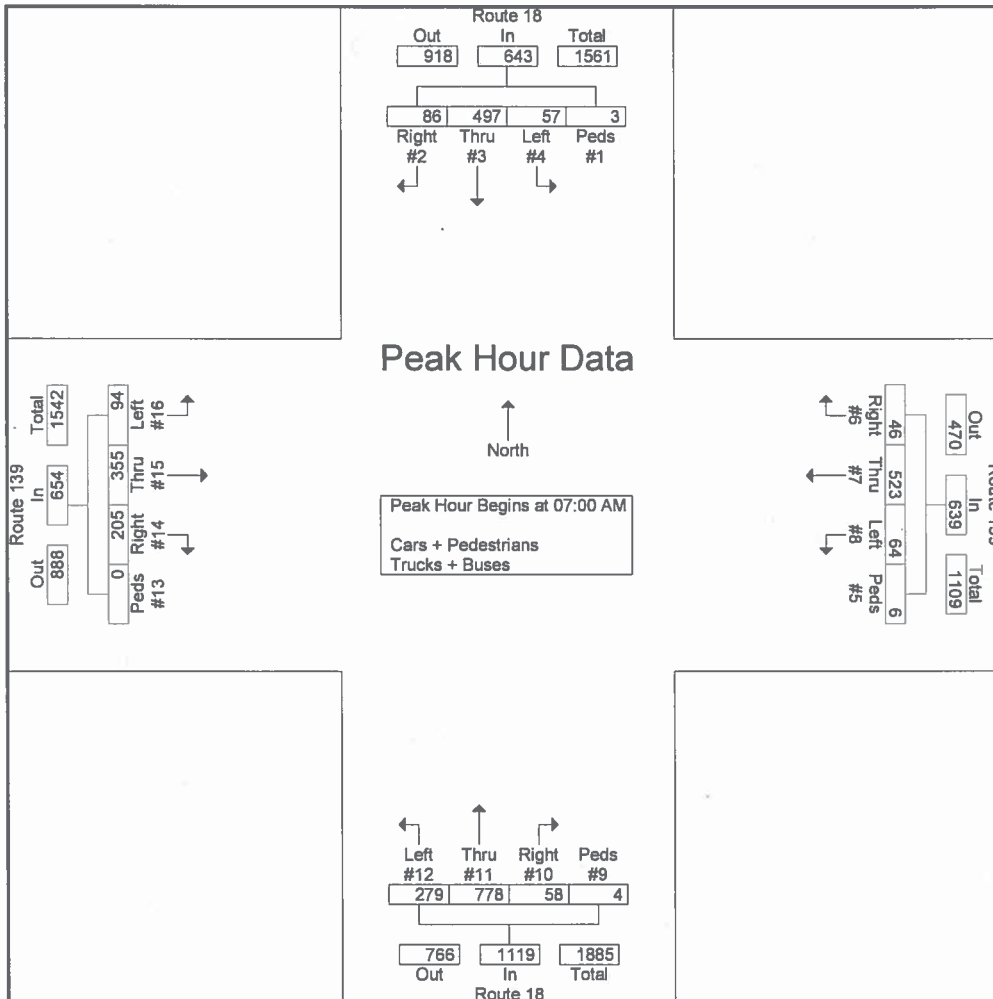 Route 18
Out In Total
918 643 1561
86 497 57 3
Right Thru Left Peds
#2 #3 #4 #1
Peak Hour Data
North
Peak Hour Begins at 07:00 AM
Cars + Pedestrians
Trucks + Buses
Route 139
Total In Out
1542 654 888
94 355 205 0
Left Thru Right Peds
#16 #15 #14 #13
Out In Total
470 639 1109
46 523 64 6
Right Thru Left Peds
#6 #7 #8 #5
Left Thru Right Peds
#12 #11 #10 #9
279 778 58 4
766 1119 1885
Out In Total
Route 18